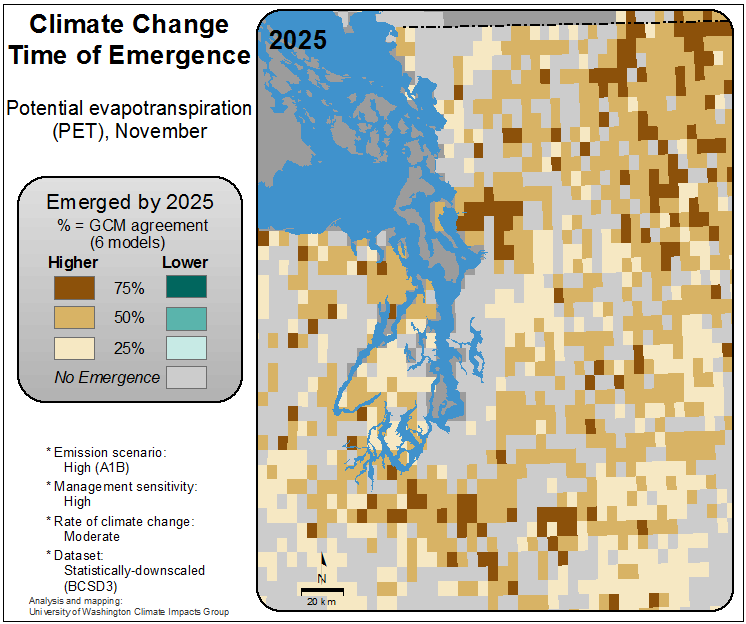 Climate Change
Time of Emergence
Potential evapotranspiration
(PET), November
Emerged by 2025
% = GCM agreement
(6 models)
Higher Lower
75%
50%
25%
No Emergence
* Emission scenario:
High (A1B)
* Management sensitivity:
High
* Rate of climate change:
Moderate
* Dataset:
Statistically-downscaled
(BCSD3)
Analysis and mapping:
University of Washington Climate Impacts Group
2025
N
20 km